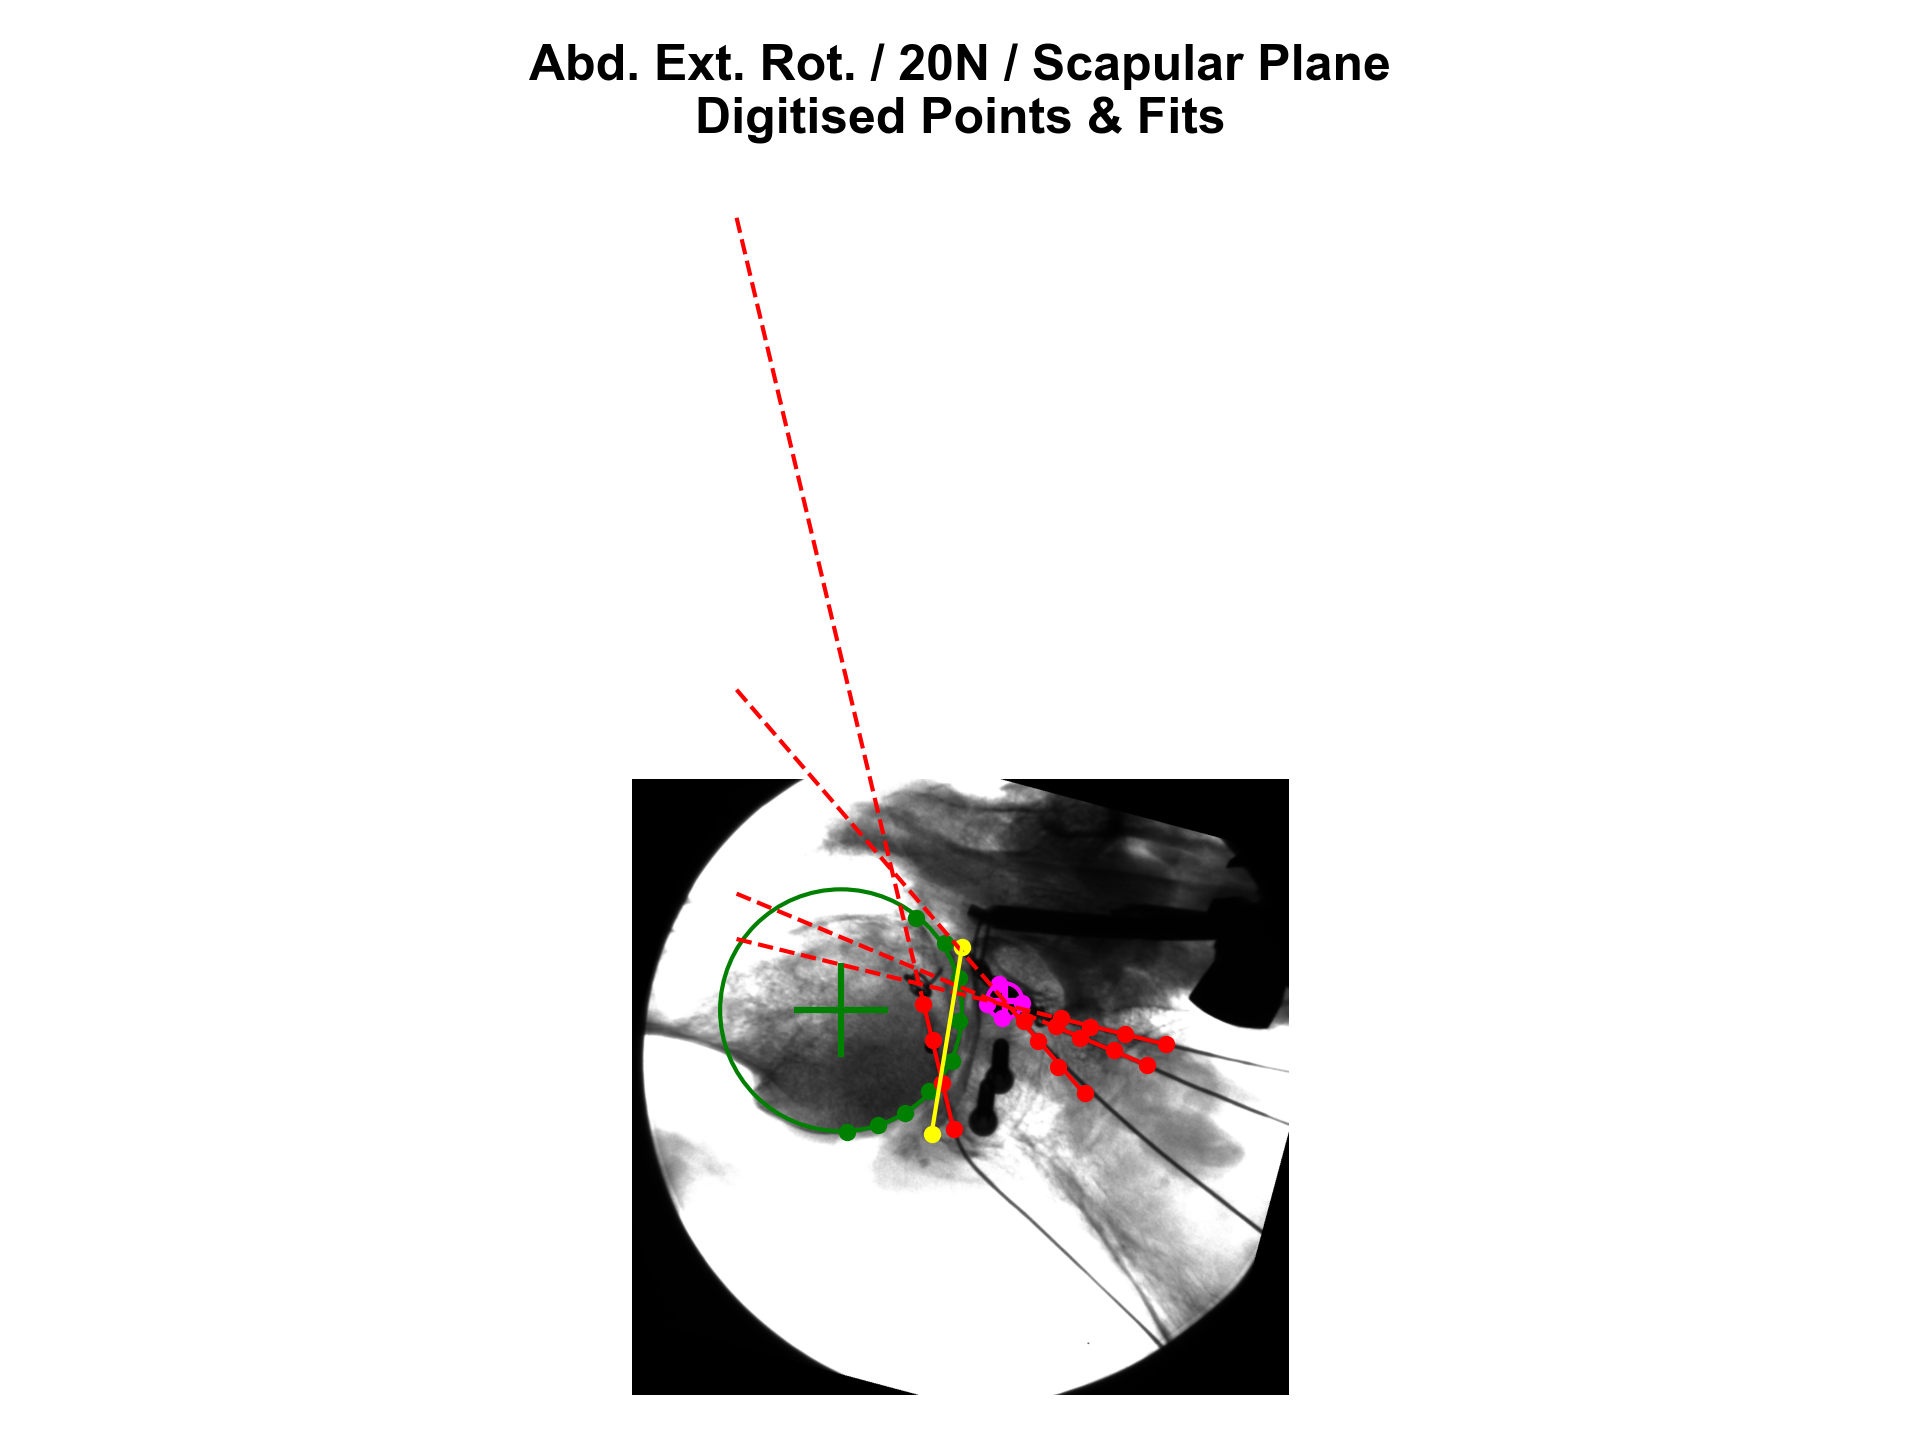 Abd. Ext. Rot. / 20N / Scapular Plane
Digitised Points & Fits